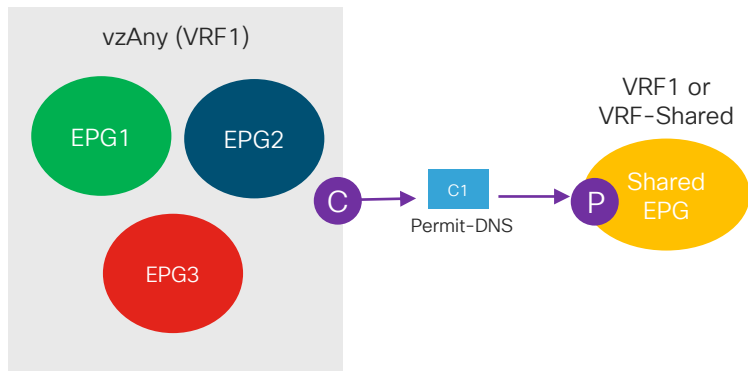 vzAny (VRF1)
EPG1
EPG2
EPG3
C
C1
Permit-DNS
VRF1 or
VRF-Shared
P
Shared
EPG